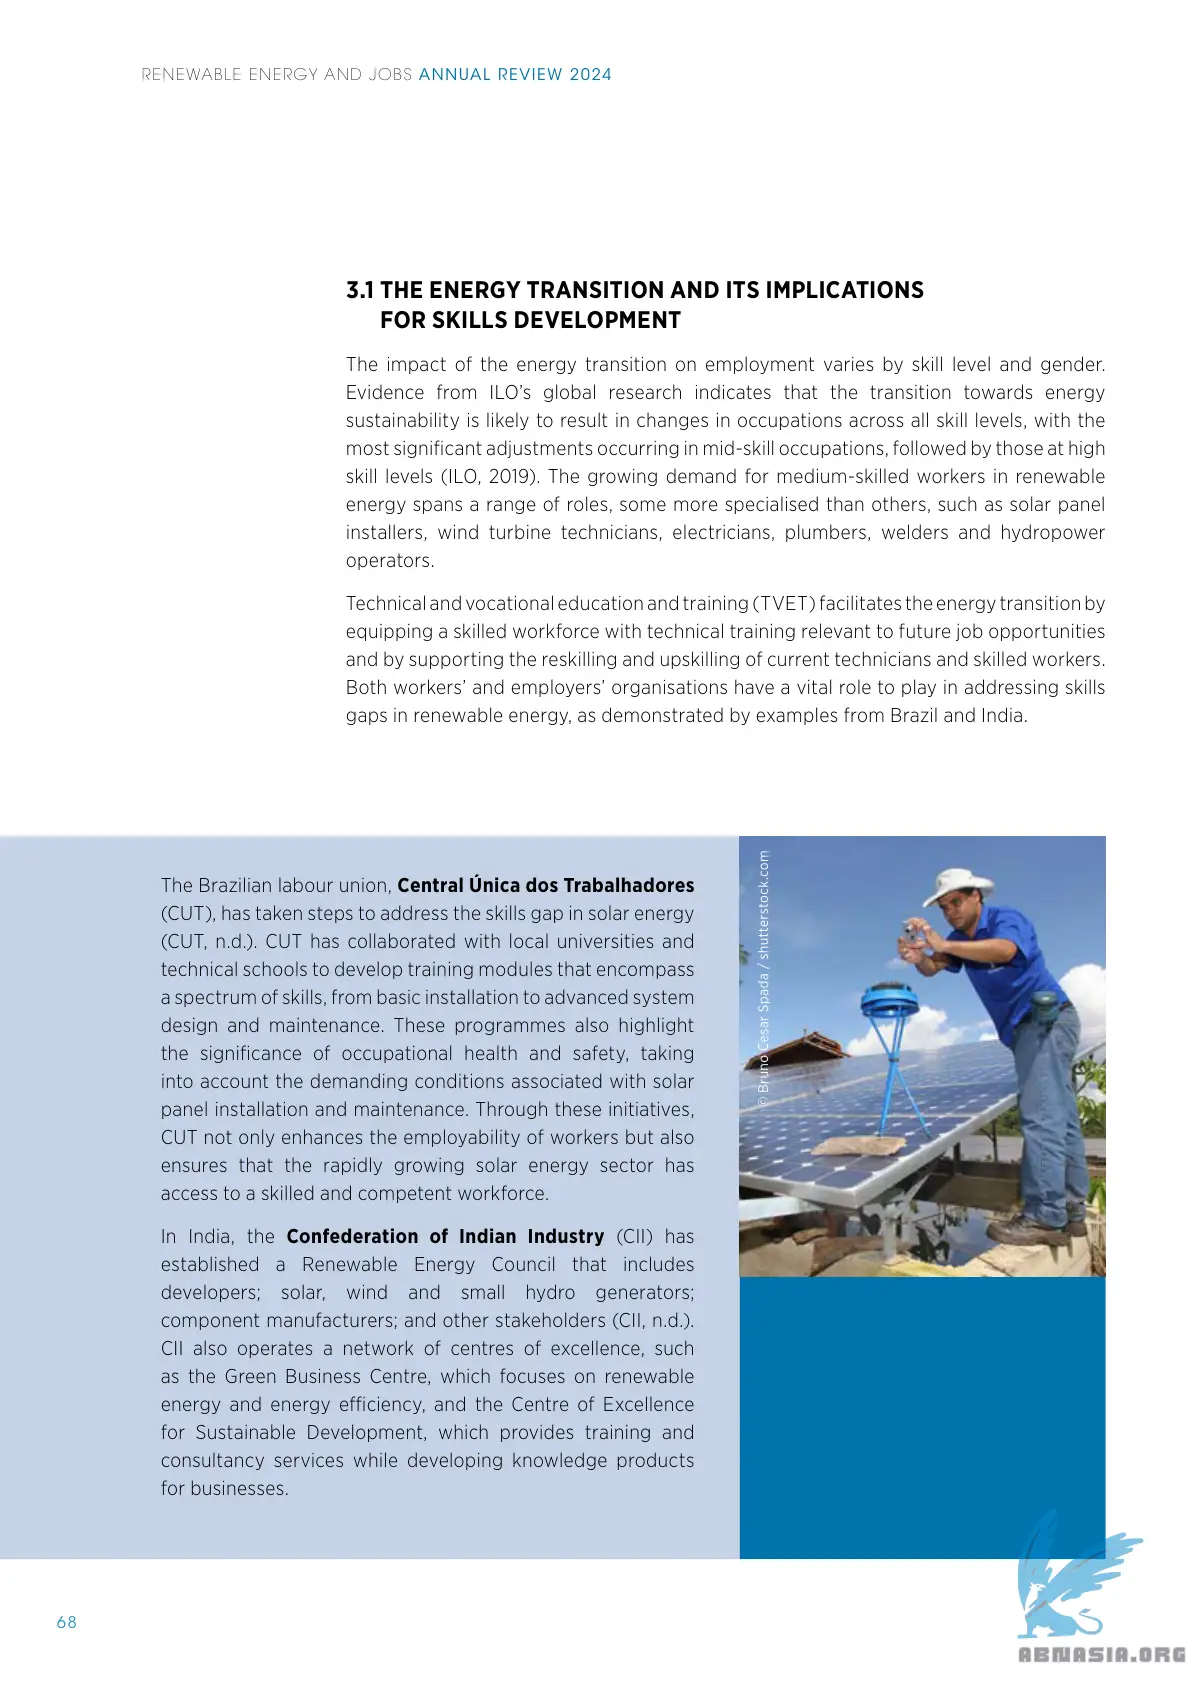 RENEWABLE ENERGY AND JOBS ANNUAL REVIEW 2024
3.1 THE ENERGY TRANSITION AND ITS IMPLICATIONS
FOR SKILLS DEVELOPMENT
The impact of the energy transition on employment varies by skill level and gender.
Evidence from ILO’s global research indicates that the transition towards energy
sustainability is likely to result in changes in occupations across all skill levels, with the
most significant adjustments occurring in mid-skill occupations, followed by those at high
skill levels (ILO, 2019). The growing demand for medium-skilled workers in renewable
energy spans a range of roles, some more specialised than others, such as solar panel
installers, wind turbine technicians, electricians, plumbers, welders and hydropower
operators.
Technical and vocational education and training (TVET) facilitates the energy transition by
equipping a skilled workforce with technical training relevant to future job opportunities
and by supporting the reskilling and upskilling of current technicians and skilled workers.
Both workers’ and employers’ organisations have a vital role to play in addressing skills
gaps in renewable energy, as demonstrated by examples from Brazil and India.
The Brazilian labour union, Central Única dos Trabalhadores
(CUT), has taken steps to address the skills gap in solar energy
(CUT, n.d.). CUT has collaborated with local universities and
technical schools to develop training modules that encompass
a spectrum of skills, from basic installation to advanced system
design and maintenance. These programmes also highlight
the significance of occupational health and safety, taking
into account the demanding conditions associated with solar
panel installation and maintenance. Through these initiatives,
CUT not only enhances the employability of workers but also
ensures that the rapidly growing solar energy sector has
access to a skilled and competent workforce.
In India, the Confederation of Indian Industry (CII) has
established a Renewable Energy Council that includes
developers; solar, wind and small hydro generators;
component manufacturers; and other stakeholders (CII, n.d.).
CII also operates a network of centres of excellence, such
as the Green Business Centre, which focuses on renewable
energy and energy efficiency, and the Centre of Excellence
for Sustainable Development, which provides training and
consultancy services while developing knowledge products
for businesses.
© Bruno Cesar Spada / shutterstock.com
68
ABNASIA.ORG